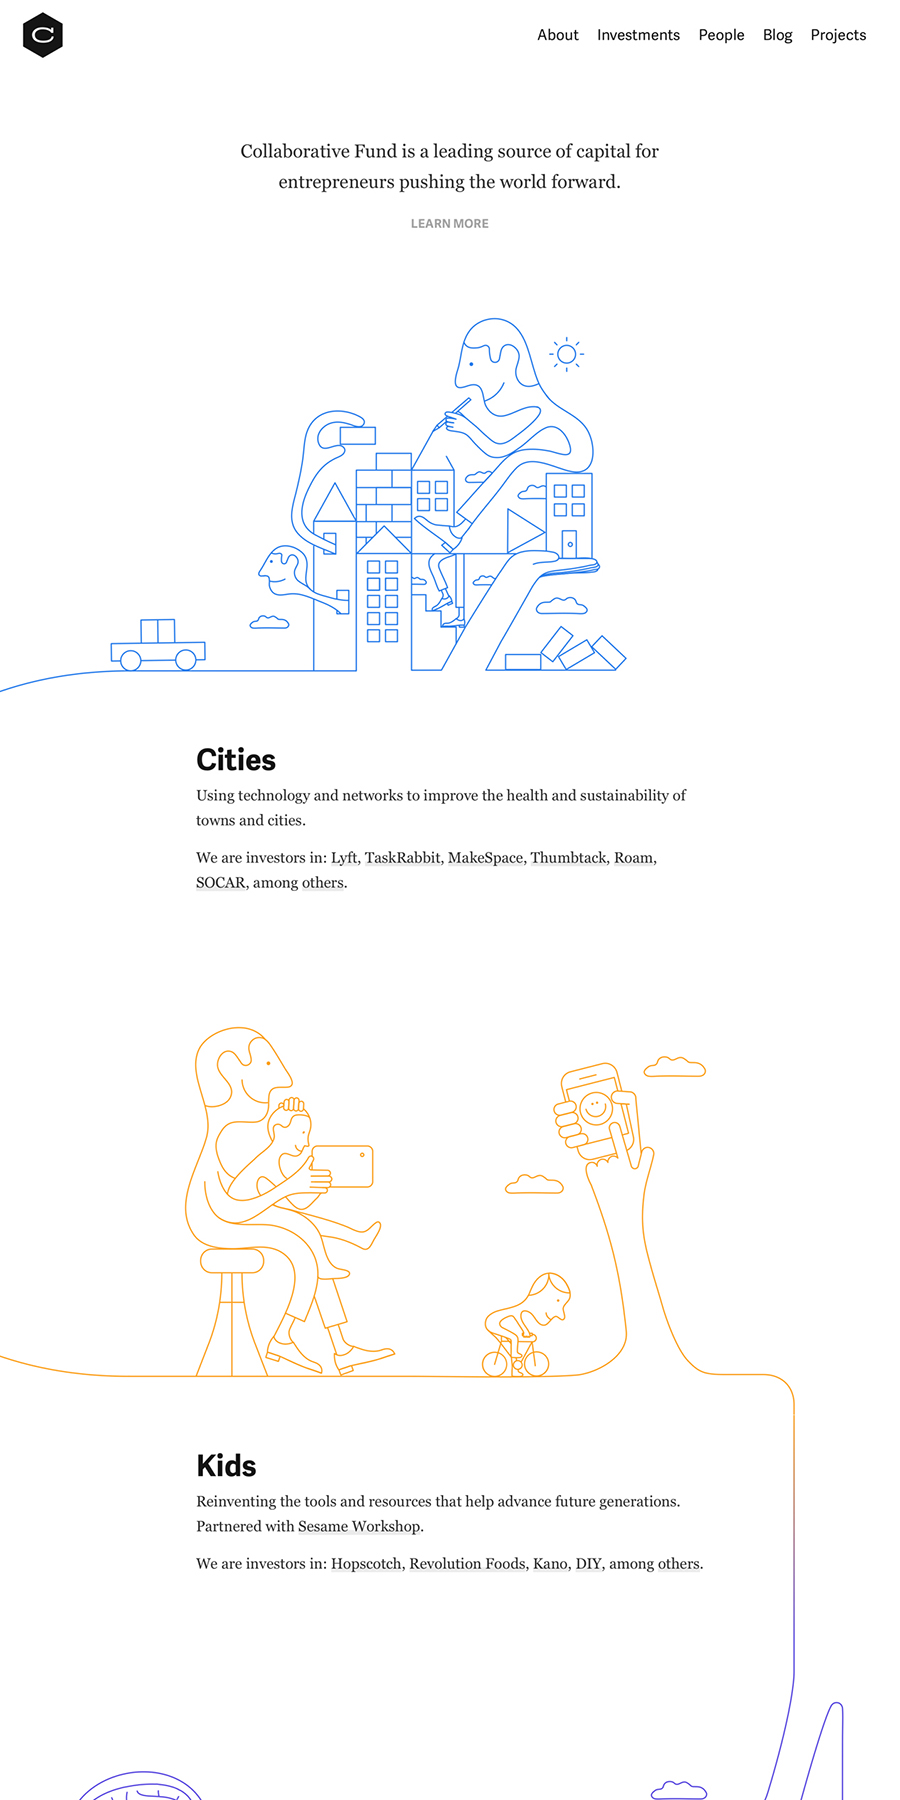 C
About Investments People Blog Projects
Collaborative Fund is a leading source of capital for
entrepreneurs pushing the world forward.
LEARN MORE
Cities
Using technology and networks to improve the health and sustainability of
towns and cities.
We are investors in: Lyft, TaskRabbit, MakeSpace, Thumbtack, Roam,
SOCAR, among others.
Kids
Reinventing the tools and resources that help advance future generations.
Partnered with Sesame Workshop.
We are investors in: Hopscotch, Revolution Foods, Kano, DIY, among others.